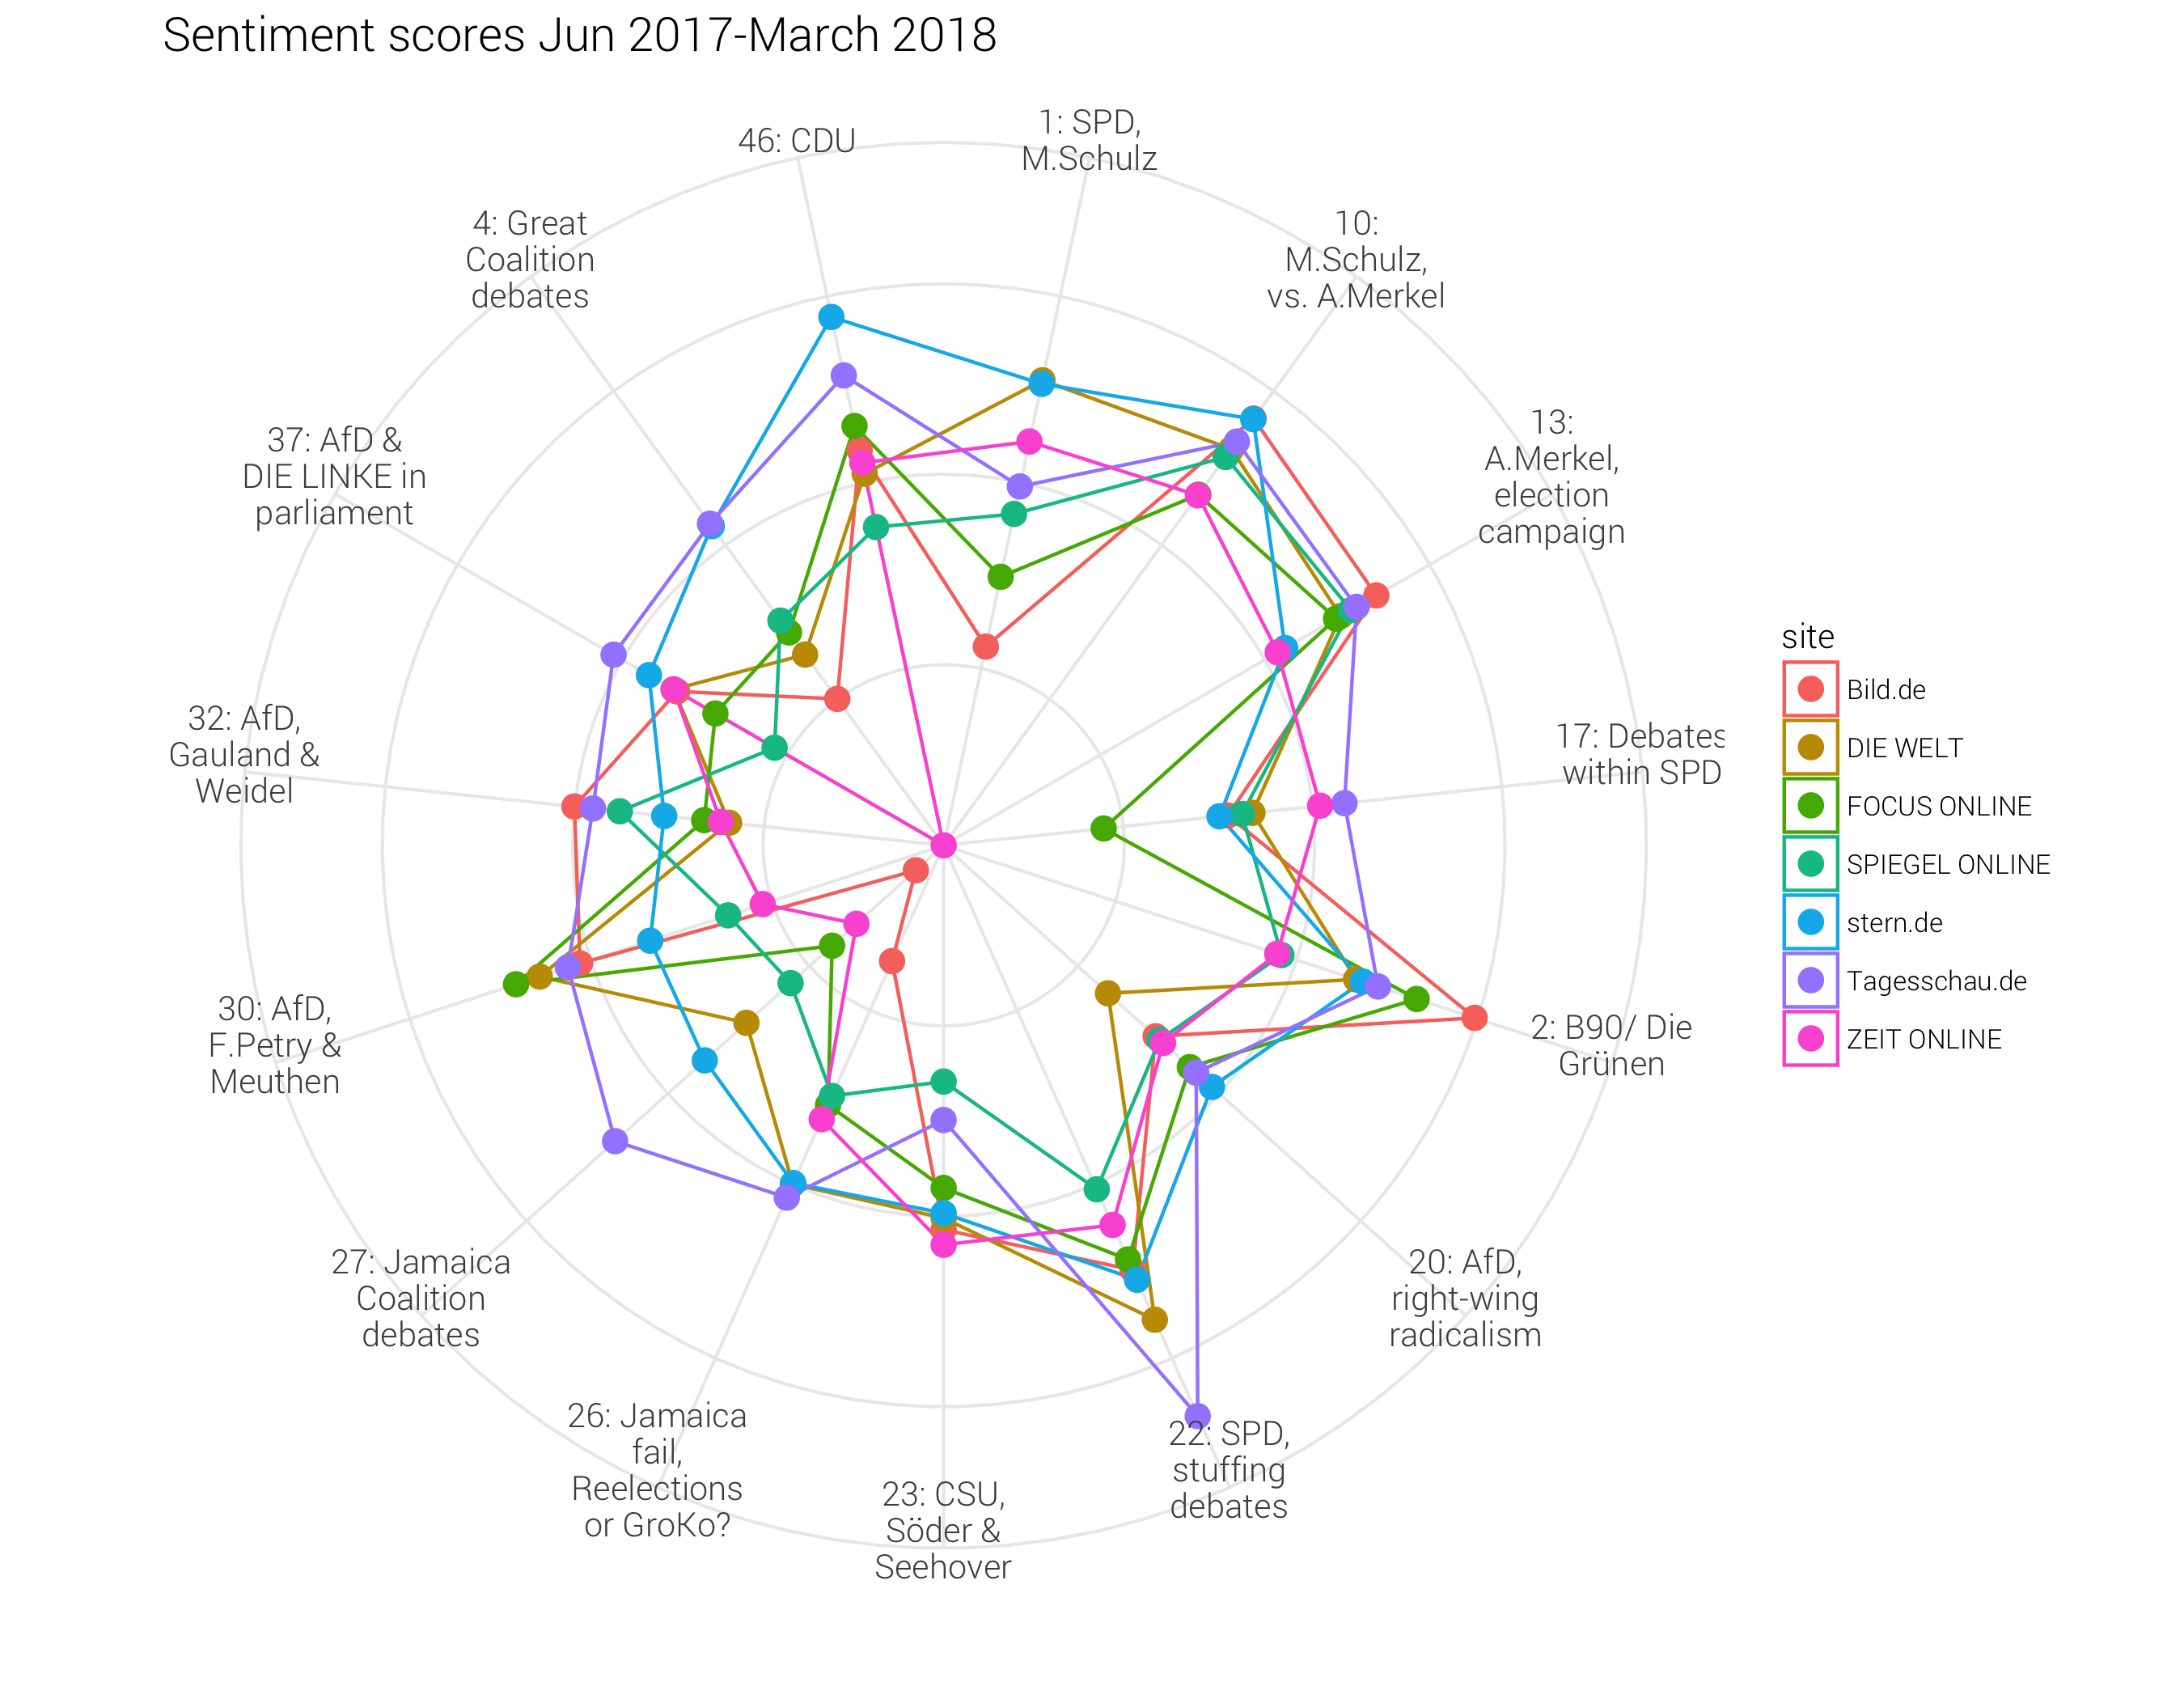 Sentiment scores Jun 2017-March 2018
46: CDU
1: SPD,
M.Schulz
10:
M.Schulz,
vs. A.Merkel
13:
A.Merkel,
election
campaign
17: Debates
within SPD
2: B90/ Die
Grünen
20: AfD,
right-wing
radicalism
22: SPD,
stuffing
debates
23: CSU,
Söder &
Seehover
26: Jamaica
fail,
Reelections
or GroKo?
27: Jamaica
Coalition
debates
30: AfD,
F.Petry &
Meuthen
32: AfD,
Gauland &
Weidel
37: AfD &
DIE LINKE in
parliament
4: Great
Coalition
debates
site
Bild.de
DIE WELT
FOCUS ONLINE
SPIEGEL ONLINE
stern.de
Tagesschau.de
ZEIT ONLINE